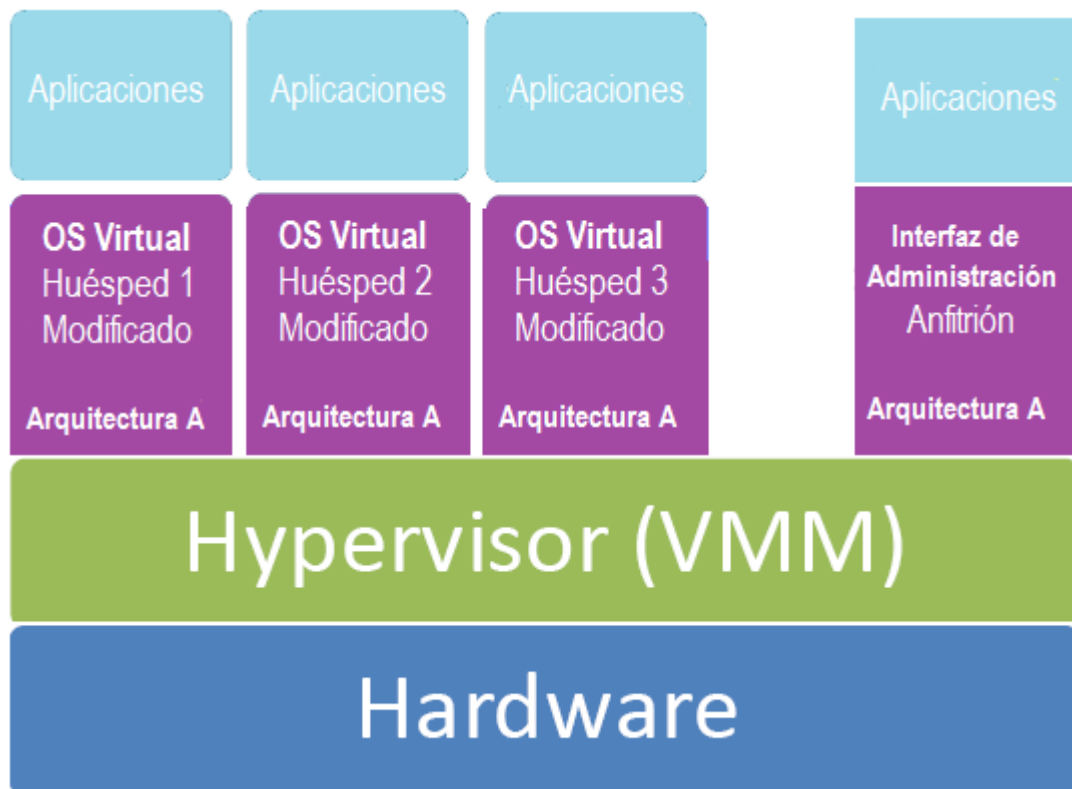 Aplicaciones
Aplicaciones
Aplicaciones
Aplicaciones
OS Virtual
Huésped 1
Modificado
Arquitectura A
OS Virtual
Huésped 2
Modificado
Arquitectura A
OS Virtual
Huésped 3
Modificado
Arquitectura A
Interfaz de
Administración
Anfitrión
Arquitectura A
Hypervisor (VMM)
Hardware